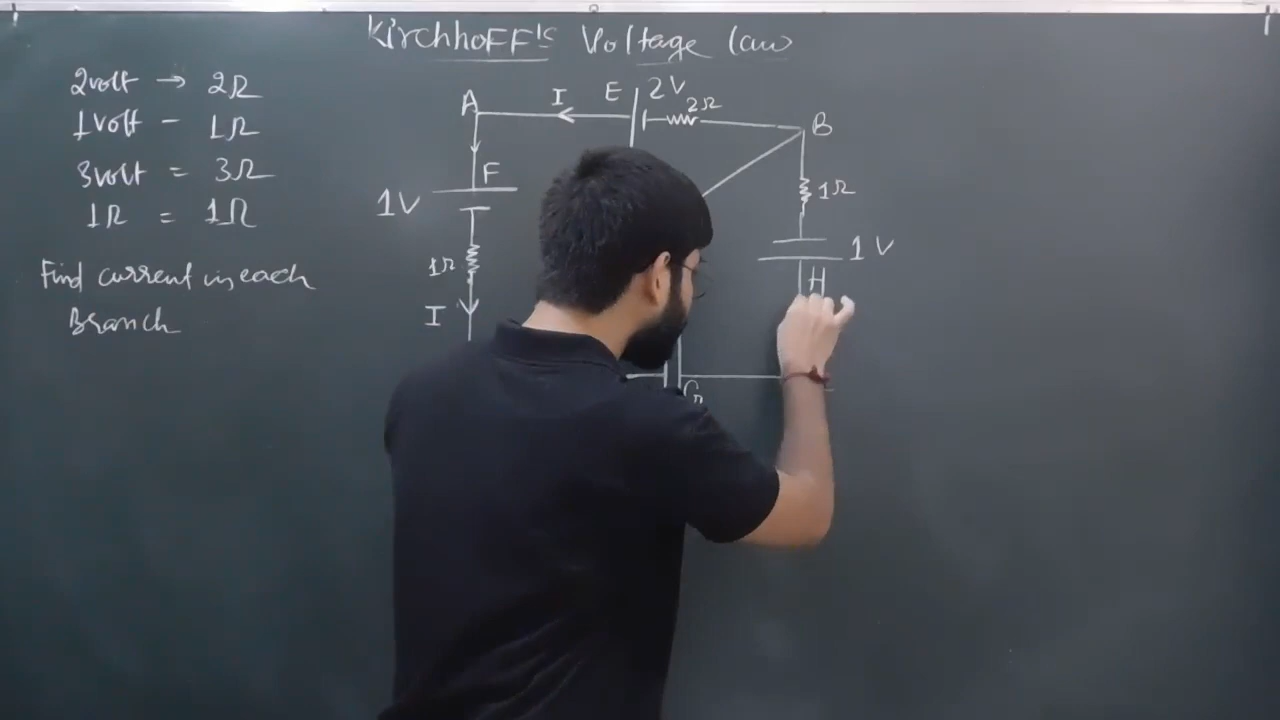 KirchhoFF's Voltage law
2volt → 2Ω
1volt - 1Ω
3volt = 3Ω
1Ω = 1Ω
Find current in each
Branch
A
I
E
2V
2Ω
B
F
1V
1Ω
I
1Ω
1V
H
G